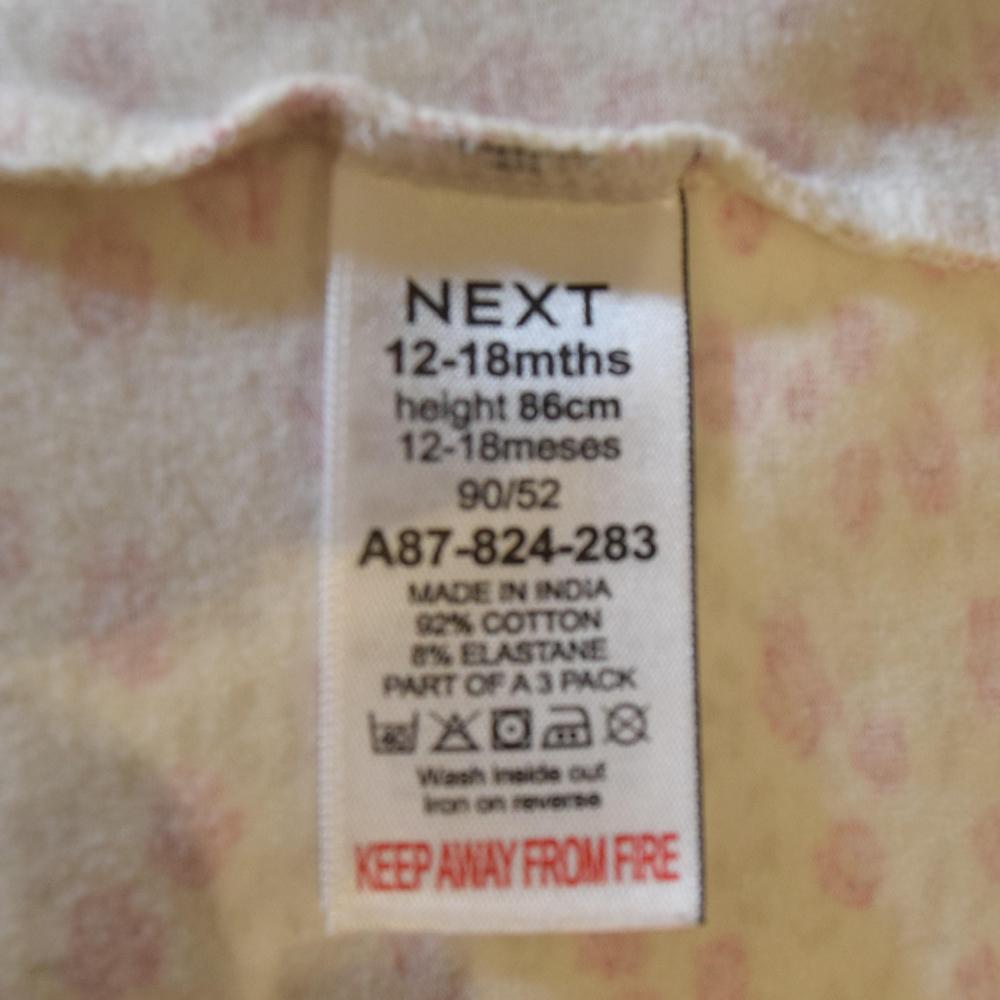 NEXT
12-18mths
height 86cm
12-18meses
90/52
A87-824-283
MADE IN INDIA
92% COTTON
8% ELASTANE
PART OF A 3 PACK
40
Wash inside out
Iron on reverse
KEEP AWAY FROM FIRE